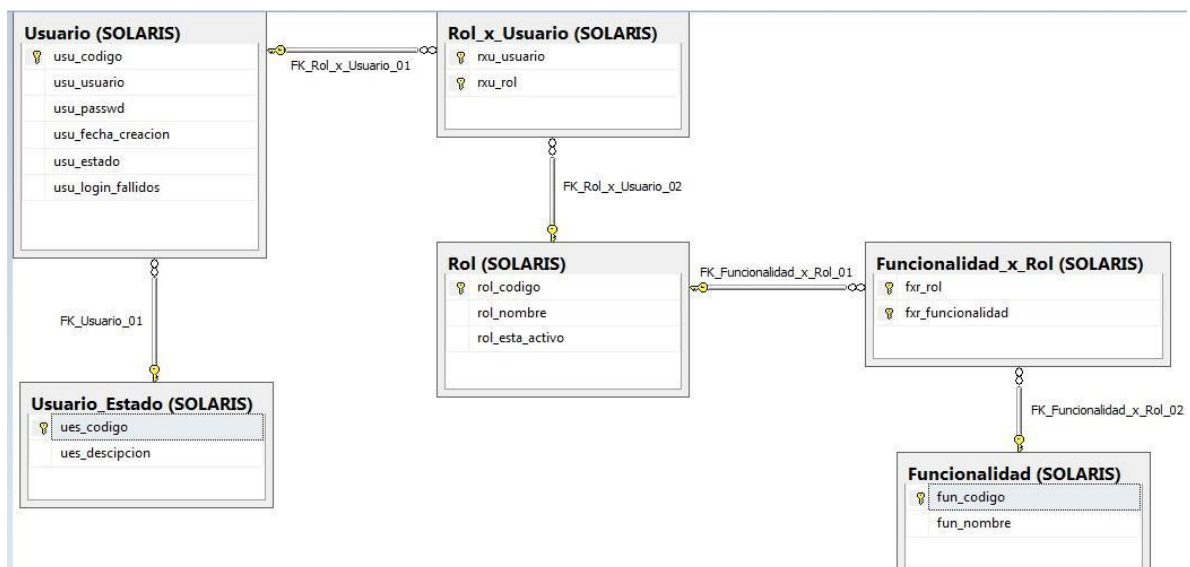 Usuario (SOLARIS)
usu_codigo
usu_usuario
usu_passwd
usu_fecha_creacion
usu_estado
usu_login_fallidos
FK_Rol_x_Usuario_01
Rol_x_Usuario (SOLARIS)
rxu_usuario
rxu_rol
FK_Rol_x_Usuario_02
Rol (SOLARIS)
rol_codigo
rol_nombre
rol_esta_activo
FK_Funcionalidad_x_Rol_01
Funcionalidad_x_Rol (SOLARIS)
fxr_rol
fxr_funcionalidad
FK_Usuario_01
Usuario_Estado (SOLARIS)
ues_codigo
ues_descipcion
FK_Funcionalidad_x_Rol_02
Funcionalidad (SOLARIS)
fun_codigo
fun_nombre